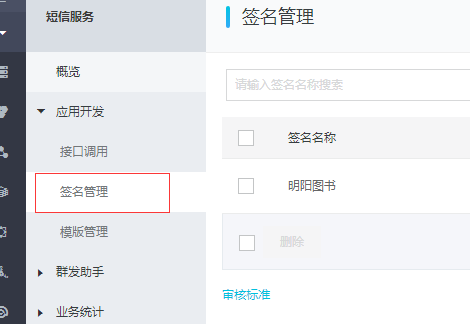 短信服务
概览
应用开发
接口调用
签名管理
模版管理
群发助手
业务统计
签名管理
请输入签名名称搜索
签名名称
明阳图书
删除
审核标准